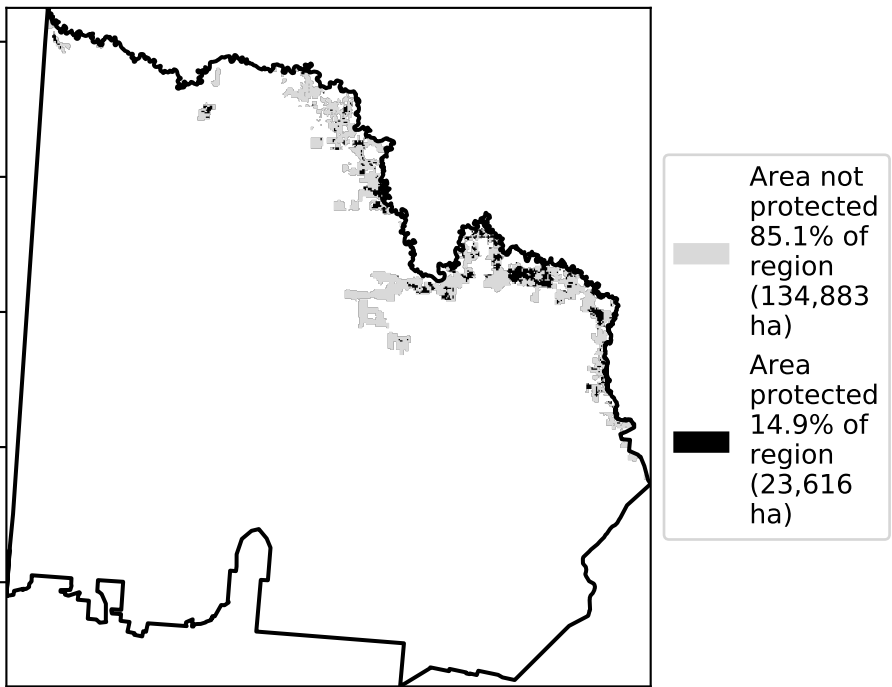 Area not
protected
85.1% of
region
(134,883
ha)
Area
protected
14.9% of
region
(23,616
ha)